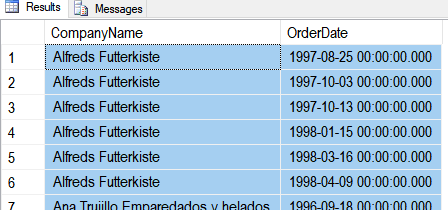 Results Messages
CompanyName OrderDate
1 Alfreds Futterkiste 1997-08-25 00:00:00.000
2 Alfreds Futterkiste 1997-10-03 00:00:00.000
3 Alfreds Futterkiste 1997-10-13 00:00:00.000
4 Alfreds Futterkiste 1998-01-15 00:00:00.000
5 Alfreds Futterkiste 1998-03-16 00:00:00.000
6 Alfreds Futterkiste 1998-04-09 00:00:00.000
7 Ana Trujillo Emparedados y helados 1996-09-18 00:00:00.000